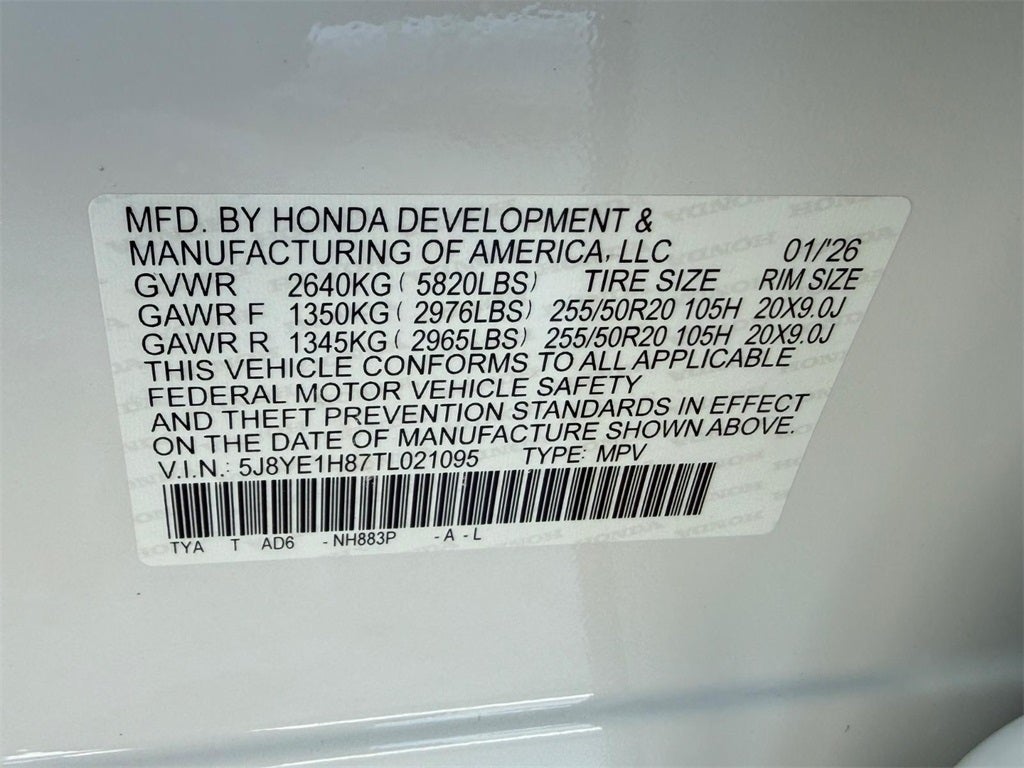 MFD. BY HONDA DEVELOPMENT &
MANUFACTURING OF AMERICA, LLC 01/'26
GVWR 2640KG ( 5820LBS) TIRE SIZE RIM SIZE
GAWR F 1350KG ( 2976LBS) 255/50R20 105H 20X9.0J
GAWR R 1345KG ( 2965LBS) 255/50R20 105H 20X9.0J
THIS VEHICLE CONFORMS TO ALL APPLICABLE
FEDERAL MOTOR VEHICLE SAFETY
AND THEFT PREVENTION STANDARDS IN EFFECT
ON THE DATE OF MANUFACTURE SHOWN ABOVE.
V.I.N.: 5J8YE1H87TL021095 TYPE: MPV
TYA T AD6 -NH883P -A-L